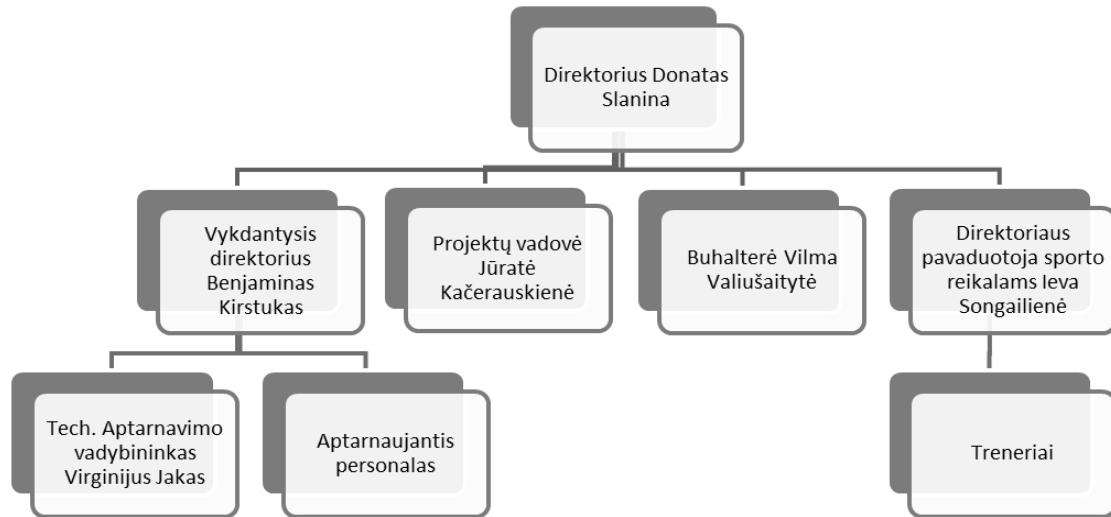 Direktorius Donatas
Slanina
Vykdantysis
direktorius
Benjaminas
Kirstukas
Projektų vadovė
Jūratė
Kačerauskienė
Buhalterė Vilma
Valiušaitytė
Direktoriaus
pavaduotoja sporto
reikalams Ieva
Songailienė
Tech. Aptarnavimo
vadybininkas
Virginijus Jakas
Aptarnaujantis
personalas
Treneriai